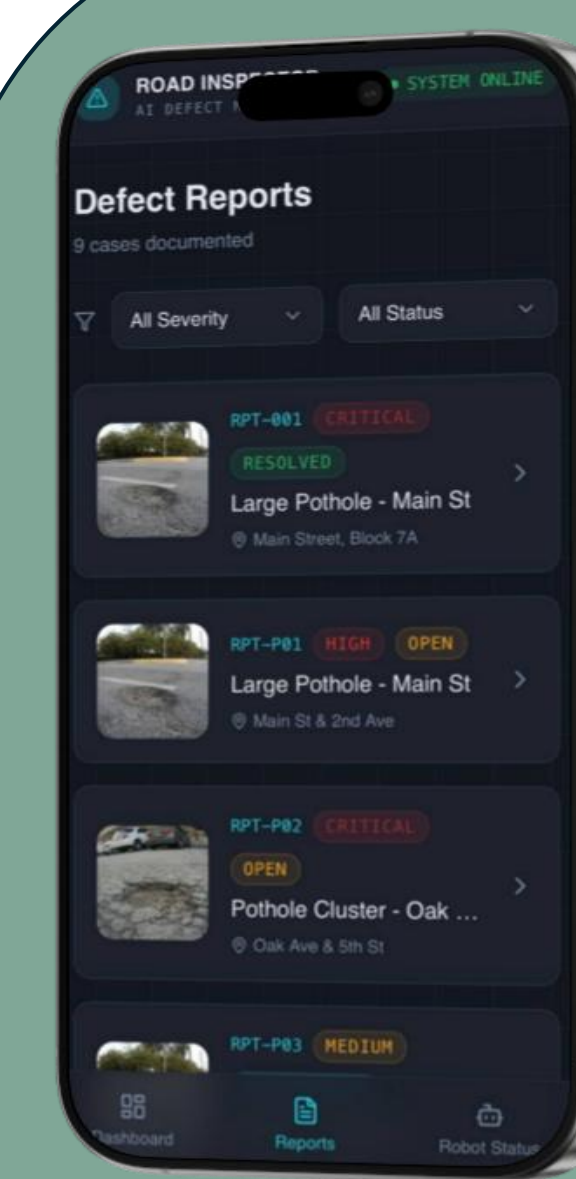 ROAD INSP
SYSTEM ONLINE
AI DEFECT
Defect Reports
9 cases documented
All Severity
All Status
RPT-001 CRITICAL
RESOLVED
Large Pothole - Main St
Main Street, Block 7A
RPT-P01 HIGH OPEN
Large Pothole - Main St
Main St & 2nd Ave
RPT-P02 CRITICAL
OPEN
Pothole Cluster - Oak ...
Oak Ave & 5th St
RPT-P03 MEDIUM
Dashboard
Reports
Robot Status